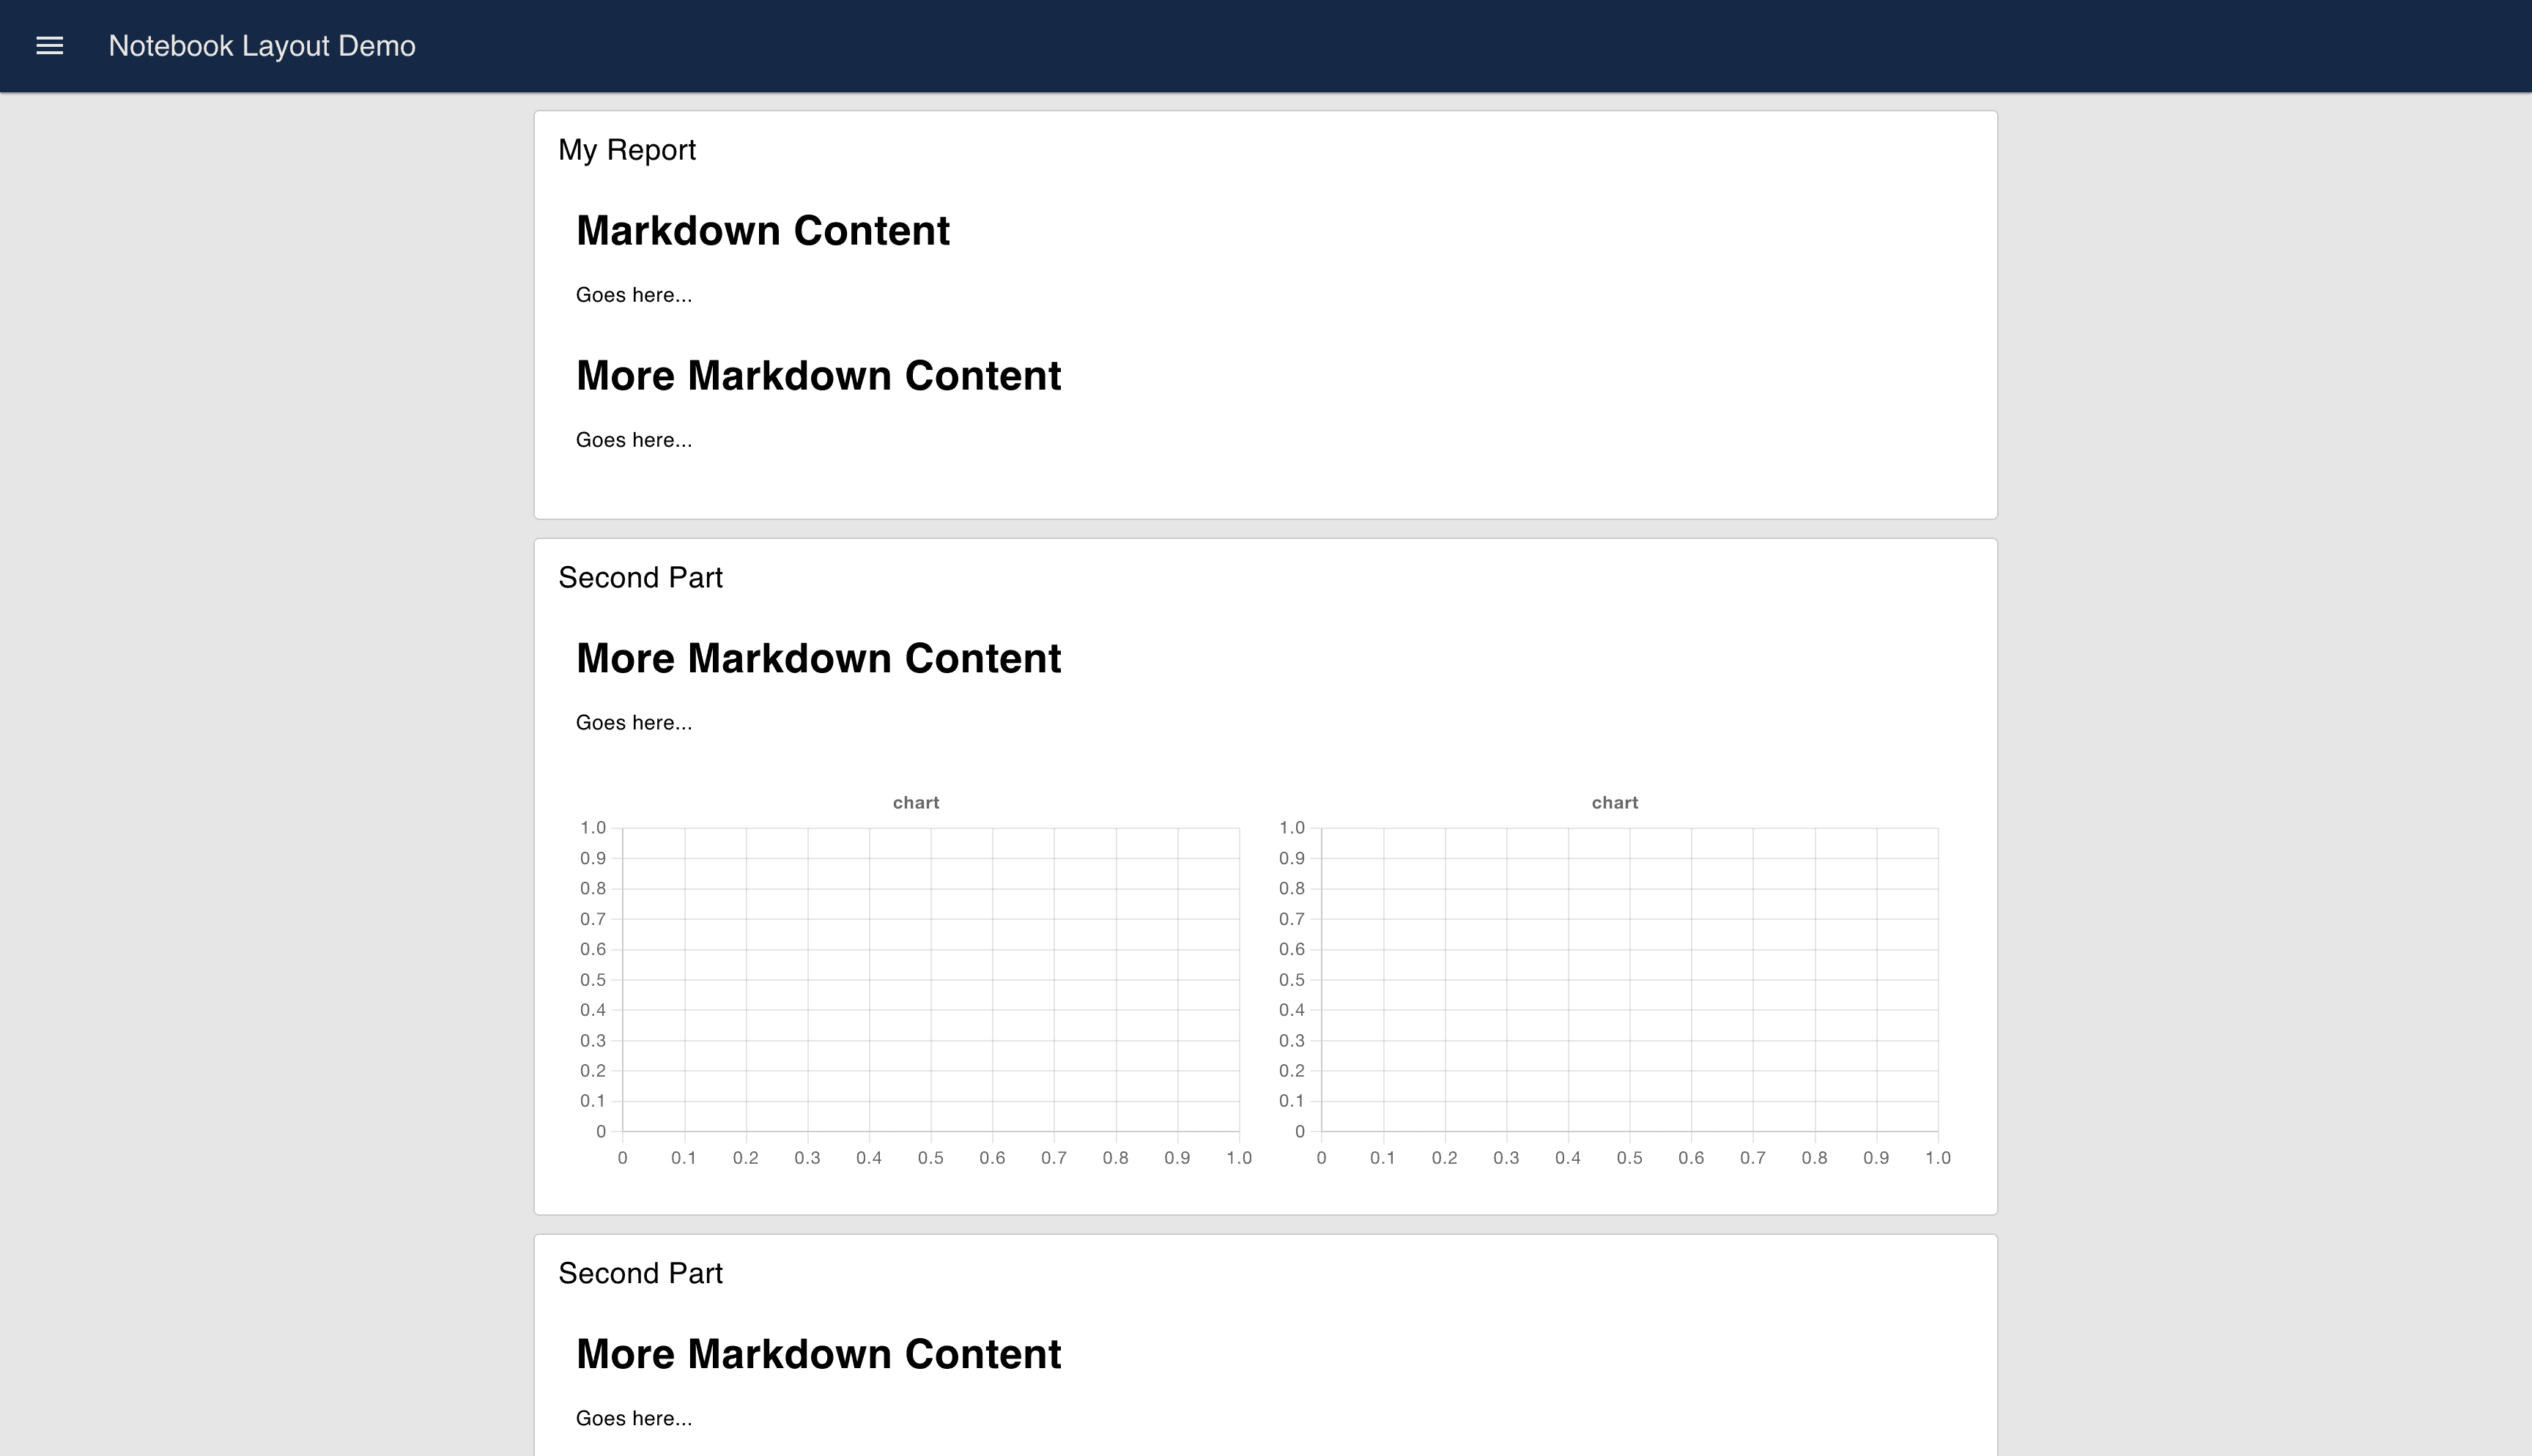 Notebook Layout Demo
My Report
Markdown Content
Goes here...
More Markdown Content
Goes here...
Second Part
More Markdown Content
Goes here...
chart
1.0
0.9
0.8
0.7
0.6
0.5
0.4
0.3
0.2
0.1
0
0 0.1 0.2 0.3 0.4 0.5 0.6 0.7 0.8 0.9 1.0
chart
1.0
0.9
0.8
0.7
0.6
0.5
0.4
0.3
0.2
0.1
0
0 0.1 0.2 0.3 0.4 0.5 0.6 0.7 0.8 0.9 1.0
Second Part
More Markdown Content
Goes here...